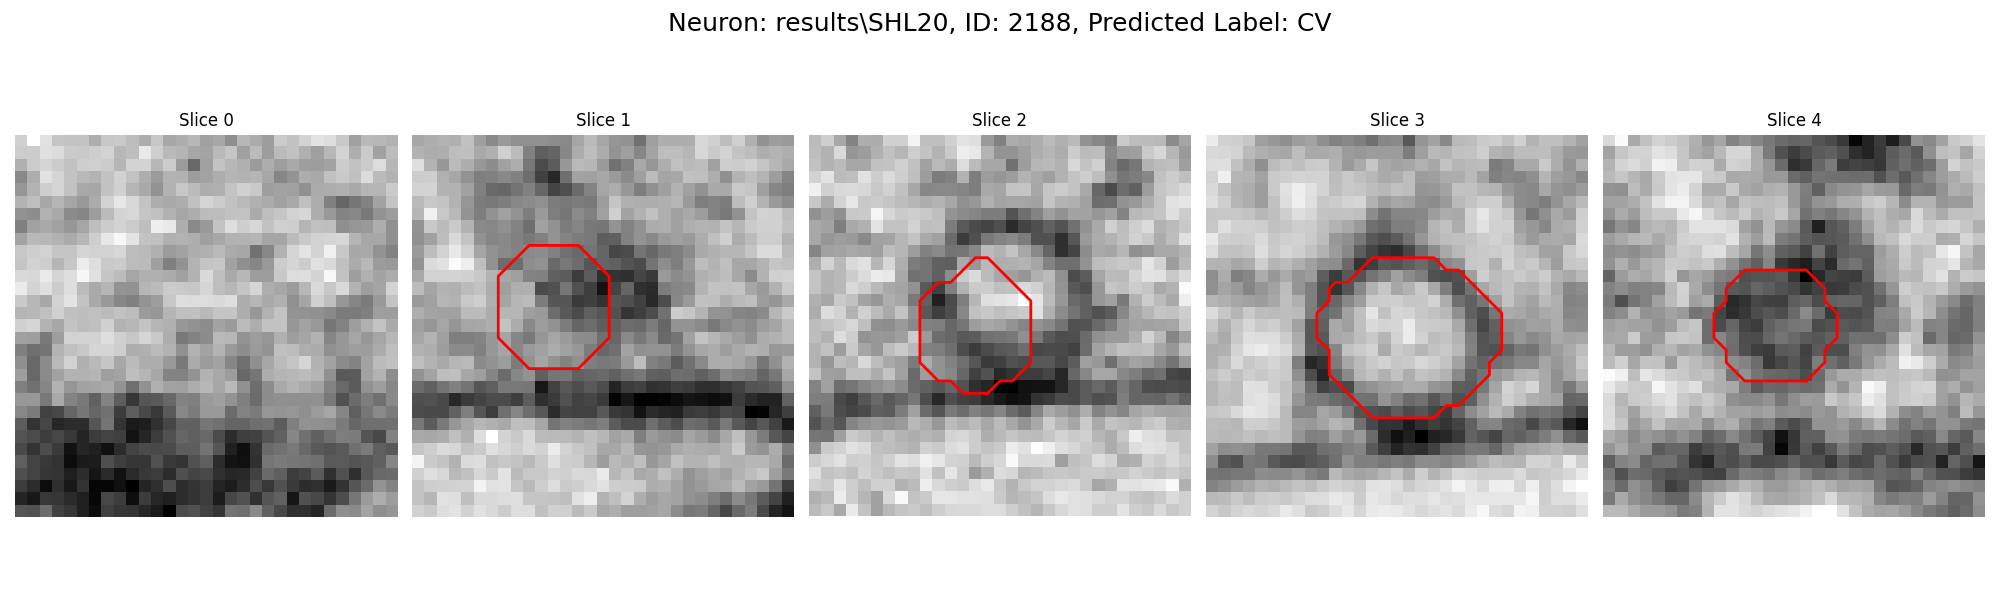 Neuron: results\SHL20, ID: 2188, Predicted Label: CV
Slice 0
Slice 1
Slice 2
Slice 3
Slice 4